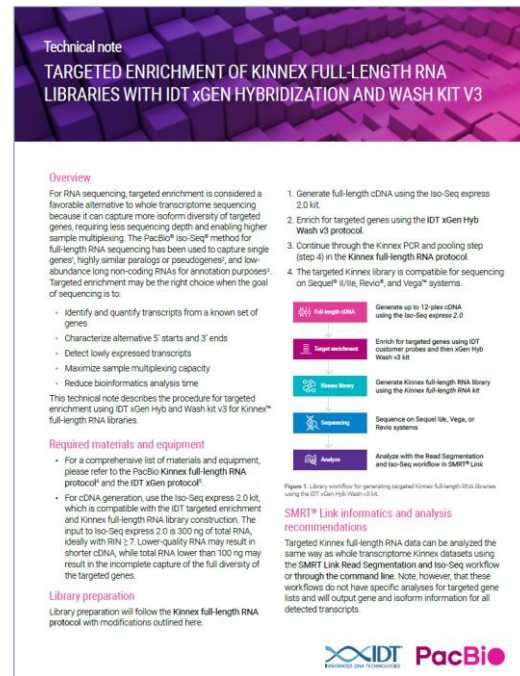 Technical note
TARGETED ENRICHMENT OF KINNEX FULL-LENGTH RNA
LIBRARIES WITH IDT xGEN HYBRIDIZATION AND WASH KIT V3
Overview
For RNA sequencing, targeted enrichment is considered a
favorable alternative to whole transcriptome sequencing
because it can capture more isoform diversity of targeted
genes, requiring less sequencing depth and enabling higher
sample multiplexing. The PacBio® Iso-Seq® method for
full-length RNA sequencing has been used to capture single
genes¹, highly similar paralogs or pseudogenes², and low-
abundance long non-coding RNAs for annotation purposes³.
Targeted enrichment may be the right choice when the goal
of sequencing is to:
· Identify and quantify transcripts from a known set of
genes
· Characterize alternative 5' starts and 3' ends
· Detect lowly expressed transcripts
· Maximize sample multiplexing capacity
· Reduce bioinformatics analysis time
This technical note describes the procedure for targeted
enrichment using IDT xGen Hyb and Wash kit v3 for Kinnex™
full-length RNA libraries.
Required materials and equipment
· For a comprehensive list of materials and equipment,
please refer to the PacBio Kinnex full-length RNA
protocol⁴ and the IDT protocol⁵.
· For cDNA generation, use the Iso-Seq express 2.0 kit,
which is compatible with the IDT targeted enrichment
and Kinnex full-length RNA library construction. The
input to Iso-Seq express 2.0 is 300 ng of total RNA,
ideally with RIN ≥ 7. Lower-quality RNA may result in
shorter cDNA, while total RNA lower than 100 ng may
result in the incomplete capture of the full diversity of
the targeted genes.
Library preparation
Library preparation will follow the Kinnex full-length RNA
protocol with modifications outlined here.
1. Generate full-length cDNA using the Iso-Seq express
2.0 kit.
2. Enrich for targeted genes using the IDT xGen Hyb
Wash v3 protocol.
3. Continue through the Kinnex PCR and pooling step
(step 4) in the Kinnex full-length RNA protocol.
4. The targeted Kinnex library is compatible for sequencing
on Sequel® II/IIe, Revio®, and Vega™ systems.
Full-length cDNA
Generate up to 12-plex cDNA
using the Iso-Seq express 2.0
Target enrichment
Enrich for targeted genes using IDT
customer probes and then xGen Hyb
Wash v3 kit
Kinnex library
Generate Kinnex full-length RNA library
using the Kinnex full-length RNA kit
Sequencing
Sequence on Sequel II/IIe, Vega, or
Revio systems
Analyze
Analyze with the Read Segmentation
and Iso-Seq workflow in SMRT® Link
Figure 1. Library workflow for generating targeted Kinnex full-length RNA libraries
using the IDT xGen Hyb Wash v3 kit.
SMRT® Link informatics and analysis
recommendations
Targeted Kinnex full-length RNA data can be analyzed the
same way as whole transcriptome Kinnex datasets using
the SMRT Link Read Segmentation and Iso-Seq workflow
or through the command line. Note, however, that these
workflows do not have specific analyses for targeted gene
lists and will output gene and isoform information for all
detected transcripts.
IDT
INTEGRATED DNA TECHNOLOGIES
PacBio